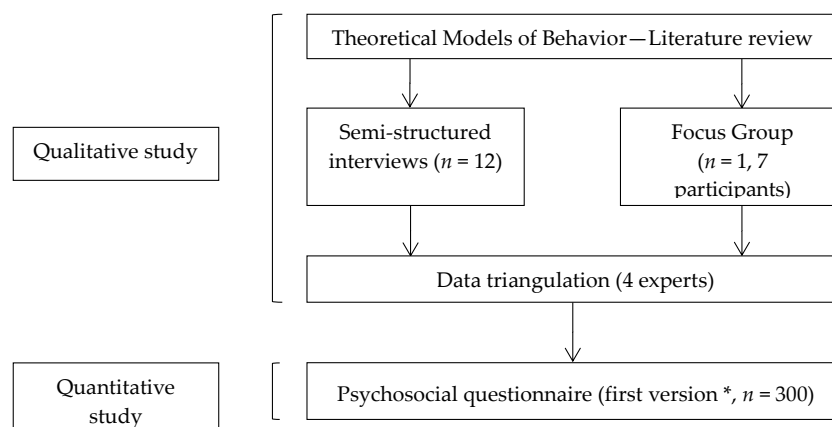 Theoretical Models of Behavior—Literature review
Qualitative study
Semi-structured
interviews (n = 12)
Focus Group
(n = 1, 7
participants)
Data triangulation (4 experts)
Quantitative
study
Psychosocial questionnaire (first version *, n = 300)